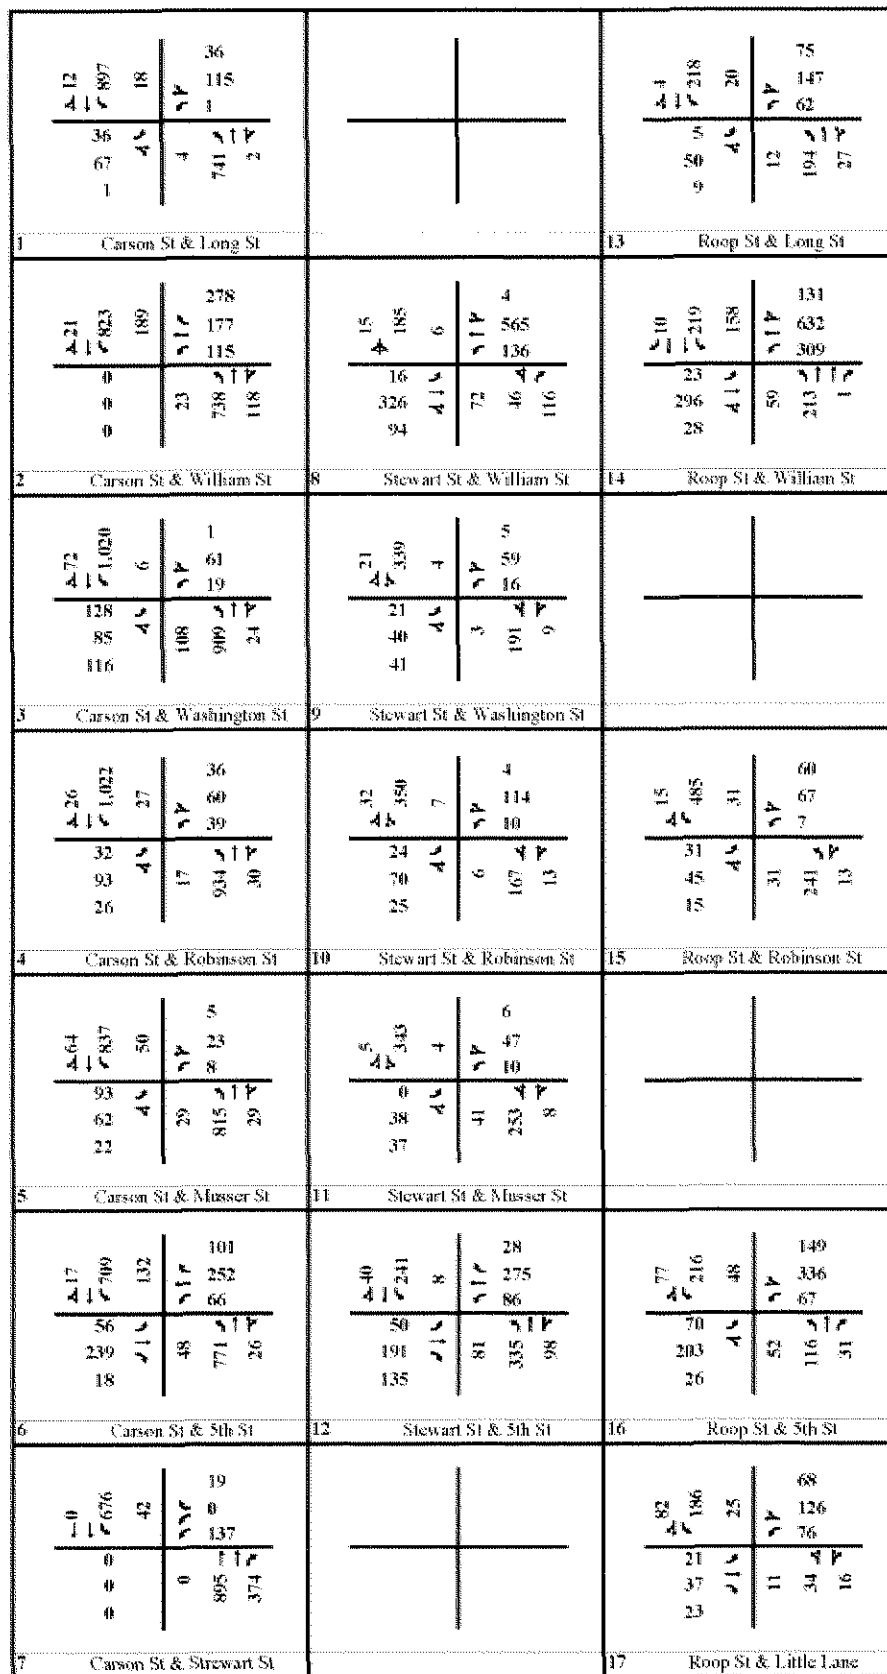 12 897 18 36
115
1
36 4 741 2
67
1
1 Carson St & Long St
4 218 20 75
147
62
5 12 194 27
50
9
13 Roop St & Long St
21 823 189 278
177
115
0 23 738 118
0
0
2 Carson St & William St
15 185 6 4
565
136
16 72 46 116
326
94
8 Stewart St & William St
10 219 158 131
632
309
23 59 213 1
296
28
14 Roop St & William St
72 1,020 6 1
61
19
128 108 909 24
85
116
3 Carson St & Washington St
21 339 4 5
59
16
21 3 191 9
40
41
9 Stewart St & Washington St
26 1,022 27 36
60
39
32 17 934 30
93
26
4 Carson St & Robinson St
32 350 7 4
114
10
24 6 167 13
70
25
10 Stewart St & Robinson St
15 485 31 60
67
7
31 31 241 13
45
15
15 Roop St & Robinson St
64 837 50 5
23
8
93 29 815 29
62
22
5 Carson St & Musser St
5 343 4 6
47
10
0 41 253 8
38
37
11 Stewart St & Musser St
17 709 132 101
252
66
56 48 771 26
239
18
6 Carson St & 5th St
40 241 8 28
275
86
50 81 335 98
191
135
12 Stewart St & 5th St
77 216 48 149
336
67
70 52 116 31
203
26
16 Roop St & 5th St
0 676 42 19
0
137
0 0 895 374
0
0
7 Carson St & Strewart St
82 186 25 68
126
76
21 11 34 16
37
23
17 Roop St & Little Lane